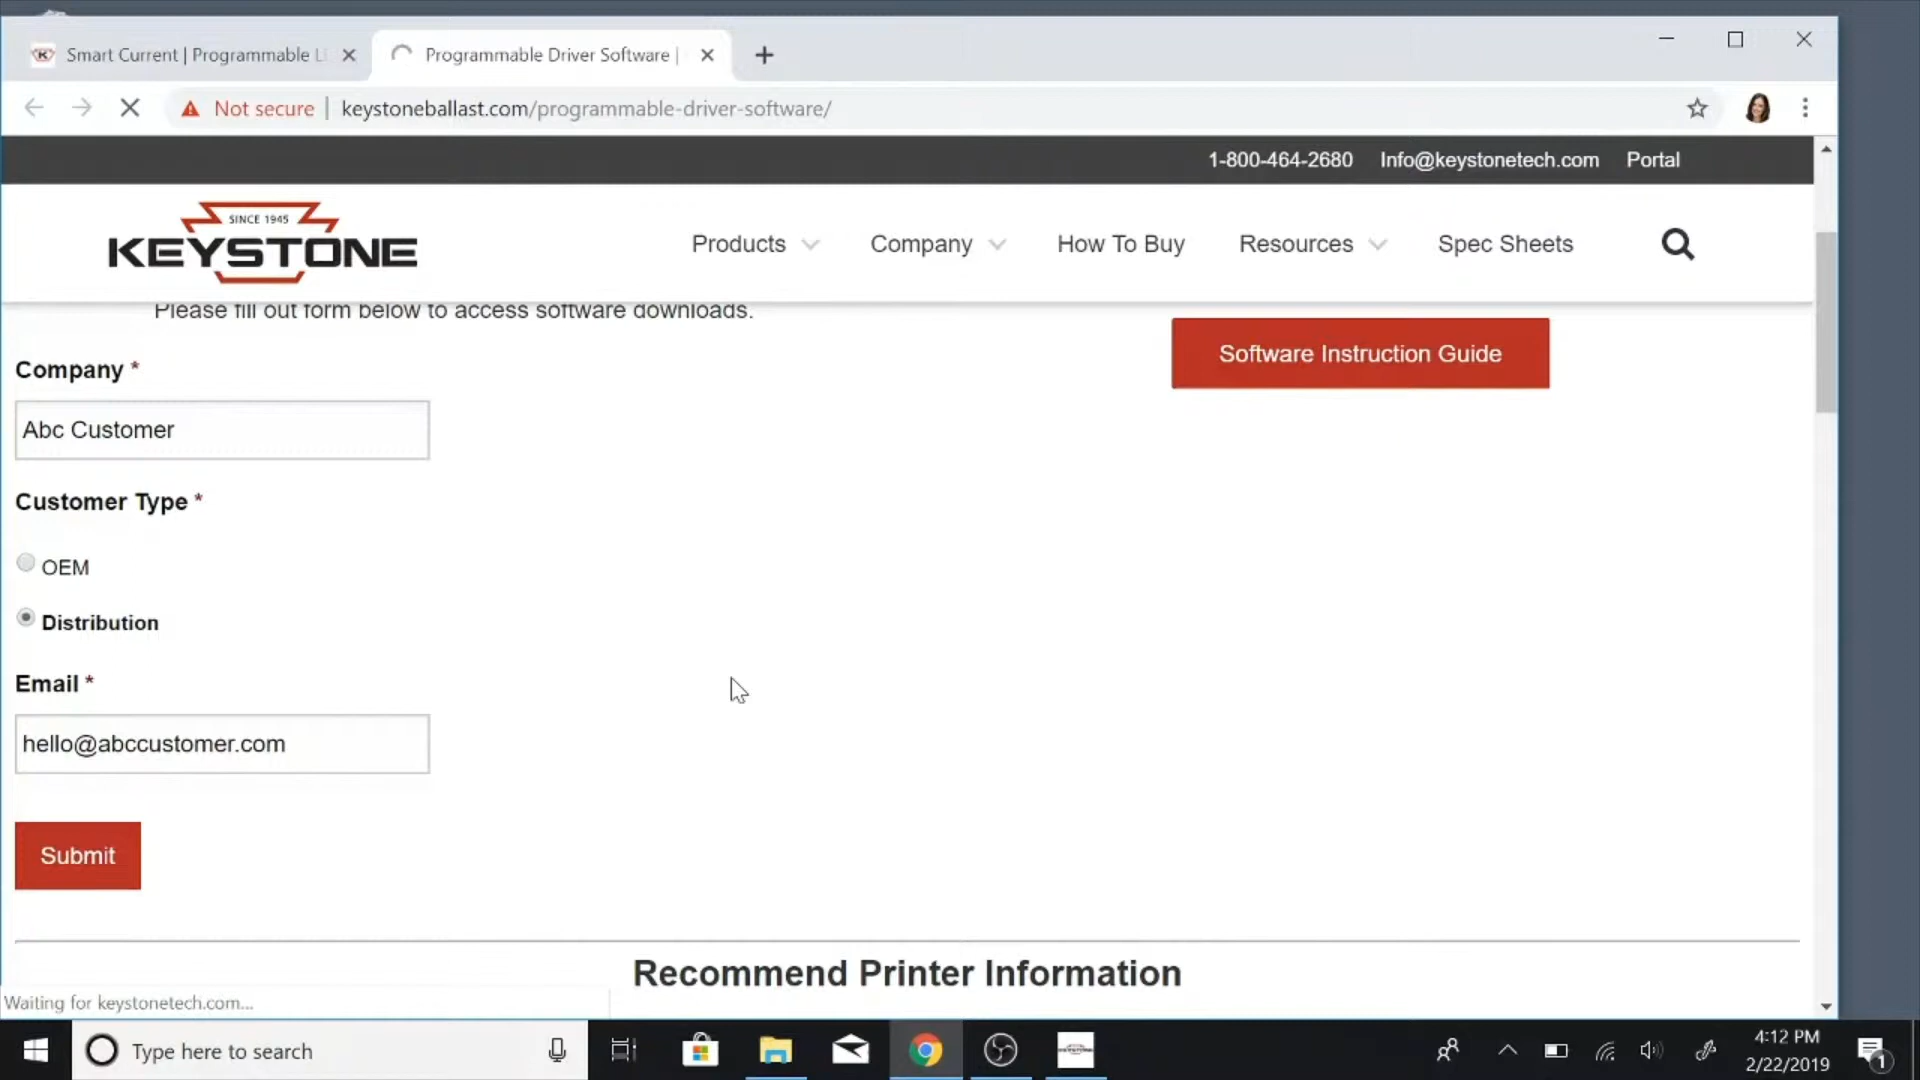 Smart Current | Programmable L
Programmable Driver Software |
Not secure | keystoneballast.com/programmable-driver-software/
1-800-464-2680 Info@keystonetech.com Portal
SINCE 1945
KEYSTONE
Products Company How To Buy Resources Spec Sheets
Please fill out form below to access software downloads.
Software Instruction Guide
Company *
Abc Customer
Customer Type *
OEM
Distribution
Email *
hello@abccustomer.com
Submit
Recommend Printer Information
Waiting for keystonetech.com...
Type here to search
4:12 PM
2/22/2019
1